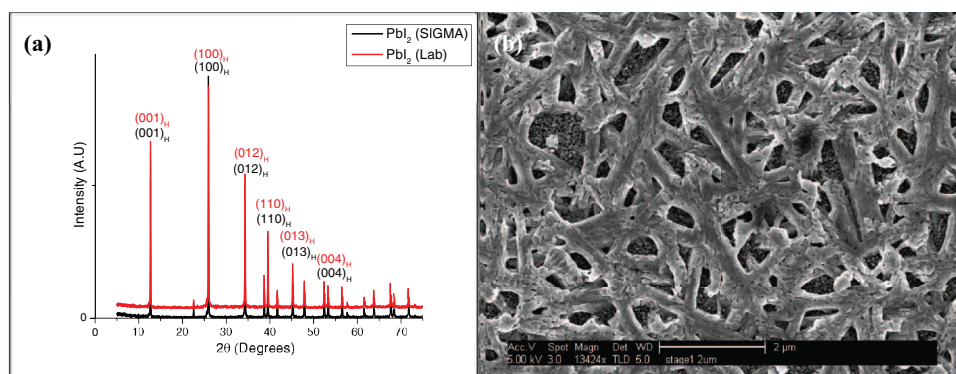 (a)
PbI₂ (SIGMA)
PbI₂ (Lab)
(100)H
(100)H
(001)H
(001)H
(012)H
(012)H
(110)H
(110)H
(013)H
(013)H
(004)H
(004)H
Intensity (A.U)
0
0 10 20 30 40 50 60 70
2θ (Degrees)
(b)
Acc.V Spot Magn Det WD 2 µm
5.00 kV 3.0 13424x TLD 5.0 stage1 2um